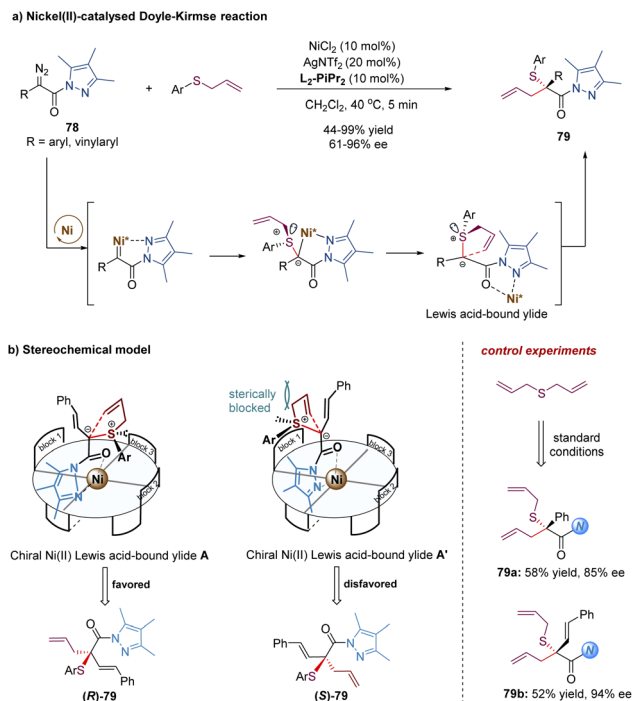 a) Nickel(II)-catalysed Doyle-Kirmse reaction
N2
N
N
R
O
78
R = aryl, vinylaryl
+
Ar
S
NiCl2 (10 mol%)
AgNTf2 (20 mol%)
L2-PiPr2 (10 mol%)
CH2Cl2, 40 ºC, 5 min
44-99% yield
61-96% ee
Ar
S
R
N
N
O
79
Ni
Ni*
N
N
R
O
⊕
S
Ar
Ni*
N
N
R
⊖
O
Ar
S
⊕
R
⊖
N
N
O
Ni*
Lewis acid-bound ylide
b) Stereochemical model
Ph
⊖
⊕
S
Ar
O
N
N
Ni
block 1
block 3
block 2
Chiral Ni(II) Lewis acid-bound ylide A
favored
O
N
N
ArS
Ph
(R)-79
sterically
blocked
Ph
S
⊕
Ar
⊖
O
N
N
Ni
block 1
block 3
block 2
Chiral Ni(II) Lewis acid-bound ylide A'
disfavored
Ph
O
N
N
ArS
(S)-79
control experiments
S
standard
conditions
S
Ph
N
O
79a: 58% yield, 85% ee
Ph
S
N
O
79b: 52% yield, 94% ee